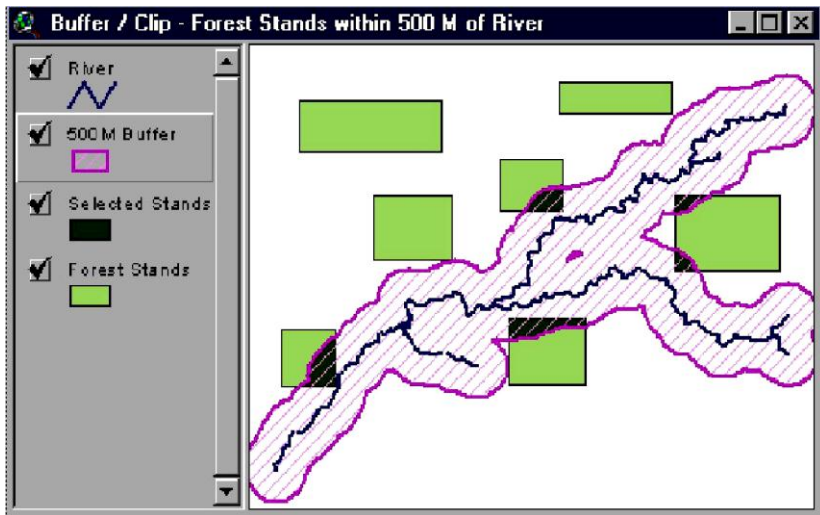 Buffer / Clip - Forest Stands within 500 M of River
River
500 M Buffer
Selected Stands
Forest Stands